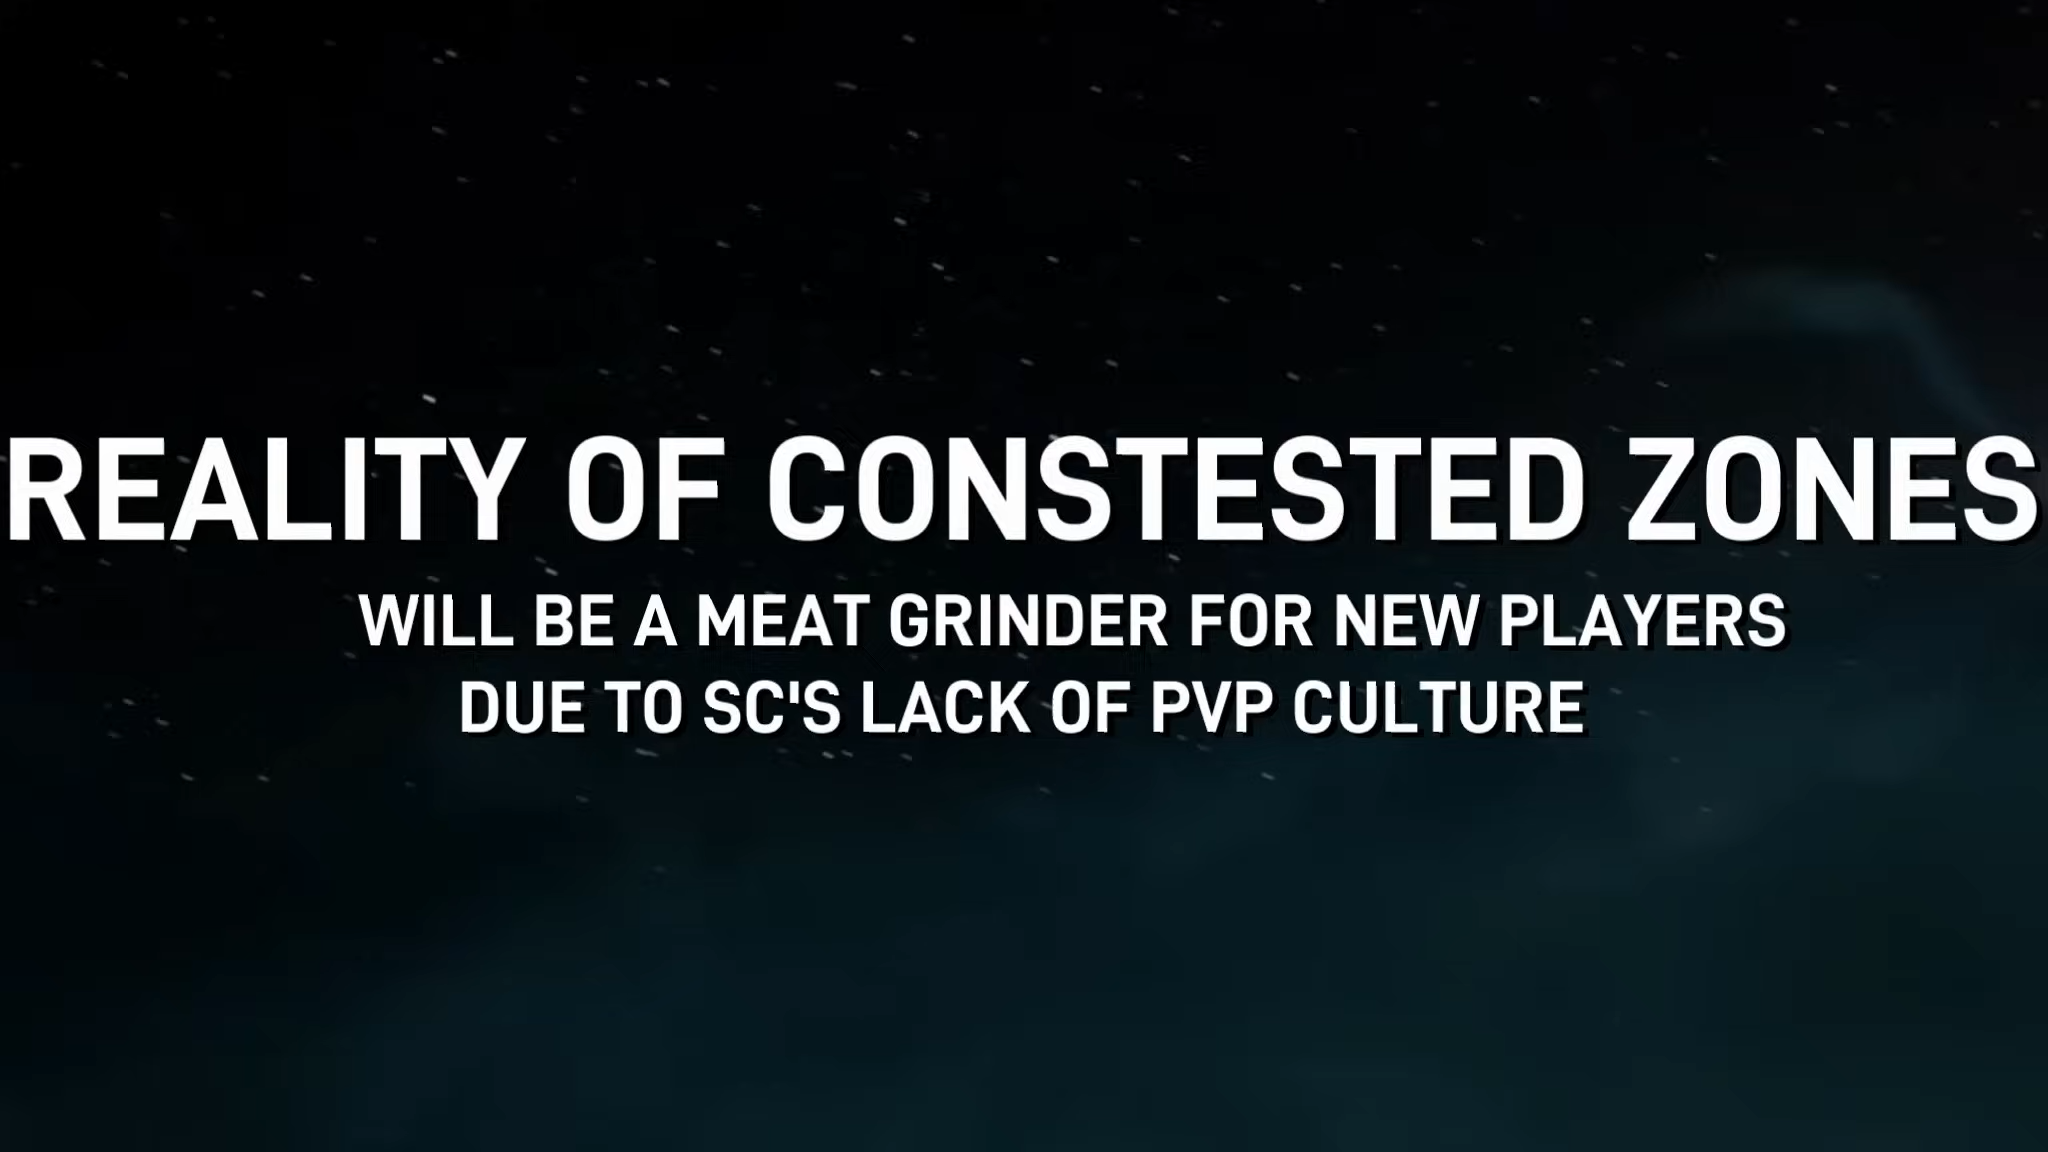 REALITY OF CONSTESTED ZONES
WILL BE A MEAT GRINDER FOR NEW PLAYERS
DUE TO SC'S LACK OF PVP CULTURE